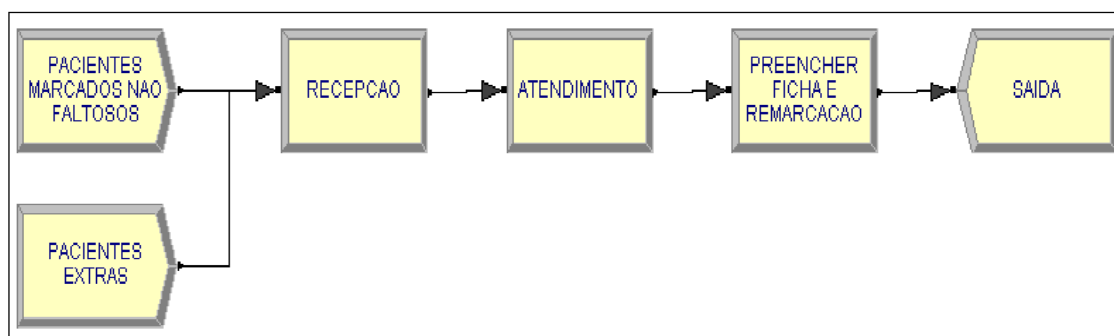 PACIENTES
MARCADOS NAO
FALTOSOS
RECEPCAO
ATENDIMENTO
PREENCHER
FICHA E
REMARCACAO
SAIDA
PACIENTES
EXTRAS